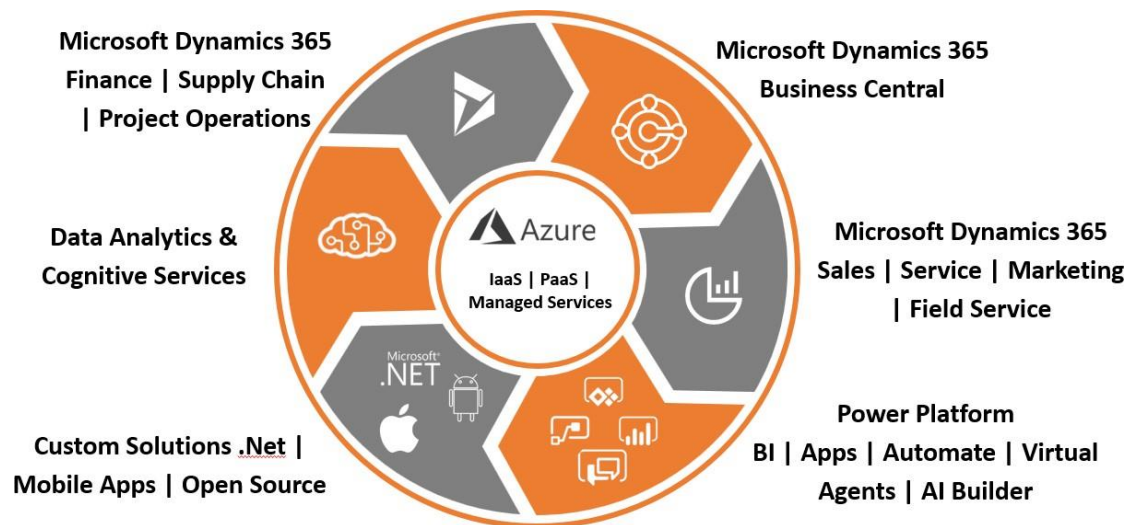 Microsoft Dynamics 365
Finance | Supply Chain
| Project Operations
Microsoft Dynamics 365
Business Central
Azure
IaaS | PaaS |
Managed Services
Data Analytics &
Cognitive Services
Microsoft Dynamics 365
Sales | Service | Marketing
| Field Service
Microsoft®
.NET
Custom Solutions .Net |
Mobile Apps | Open Source
Power Platform
BI | Apps | Automate | Virtual
Agents | AI Builder